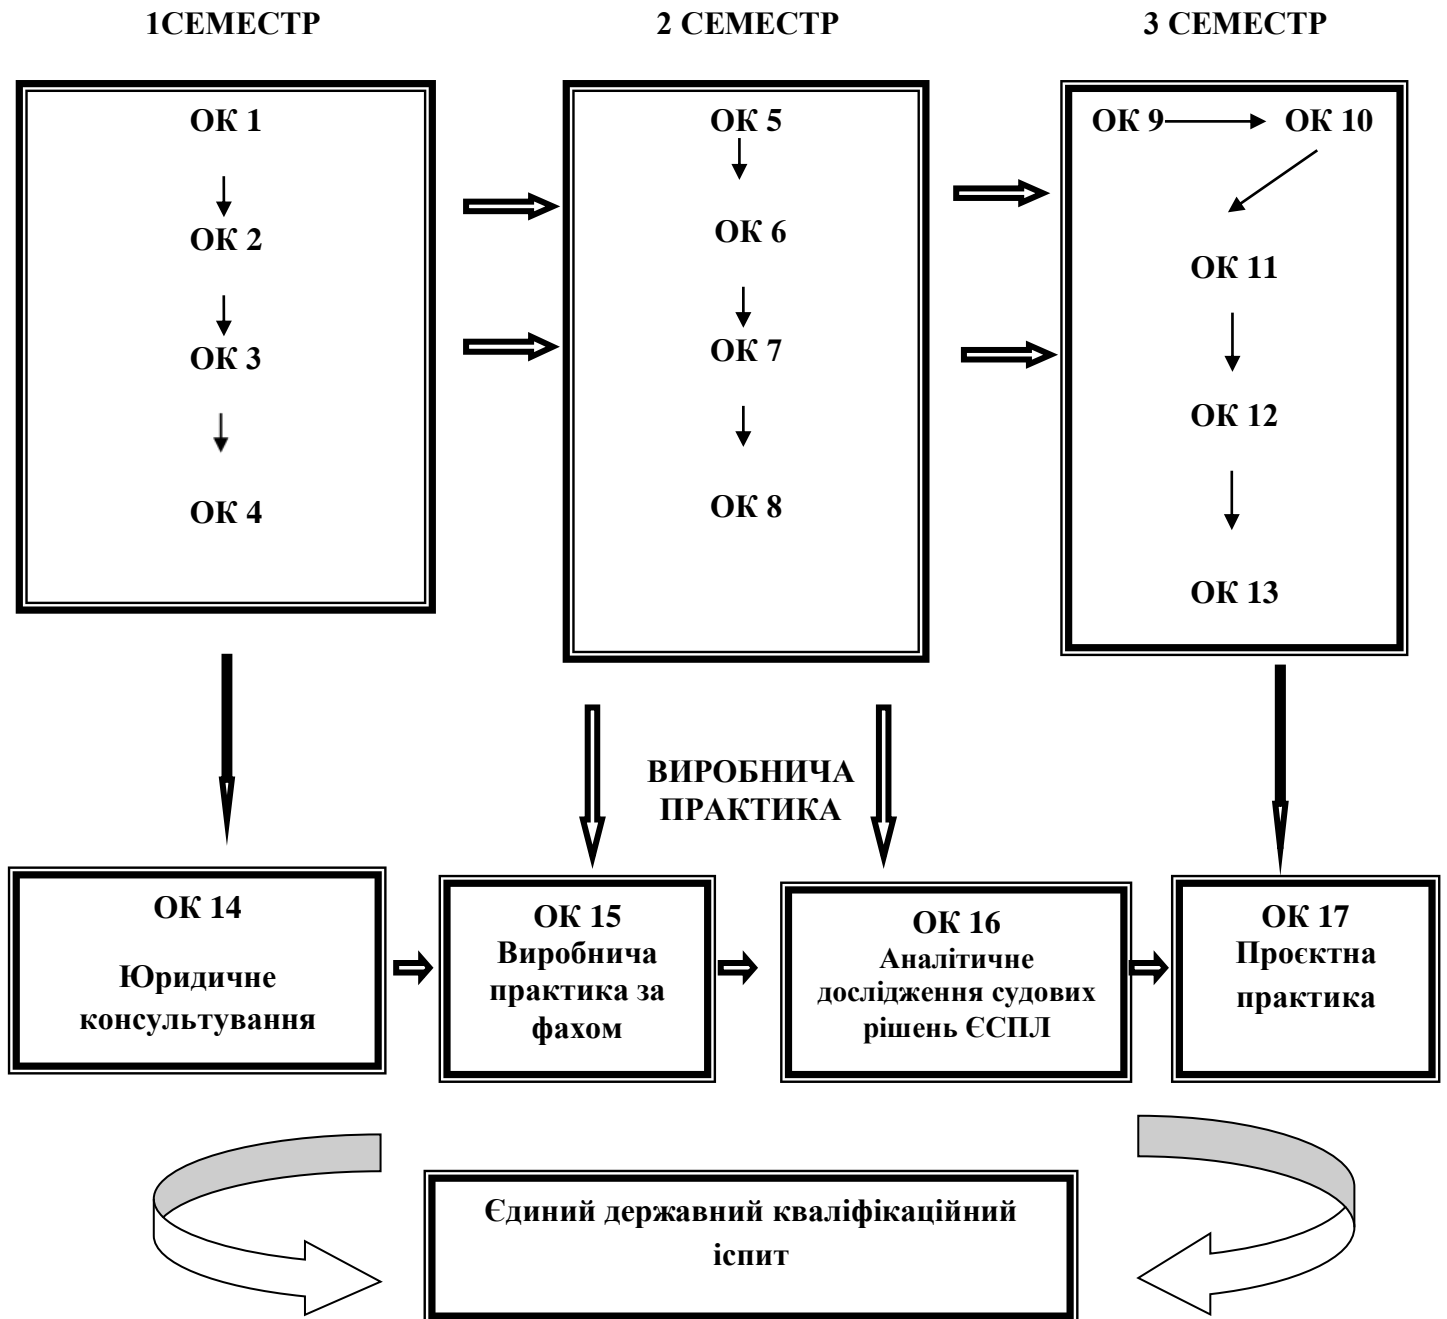 1СЕМЕСТР
2 СЕМЕСТР
3 СЕМЕСТР
ОК 1
ОК 2
ОК 3
ОК 4
ОК 5
ОК 6
ОК 7
ОК 8
ОК 9
ОК 10
ОК 11
ОК 12
ОК 13
ВИРОБНИЧА
ПРАКТИКА
ОК 14
Юридичне
консультування
ОК 15
Виробнича
практика за
фахом
ОК 16
Аналітичне
дослідження судових
рішень ЄСПЛ
ОК 17
Проєктна
практика
Єдиний державний кваліфікаційний
іспит